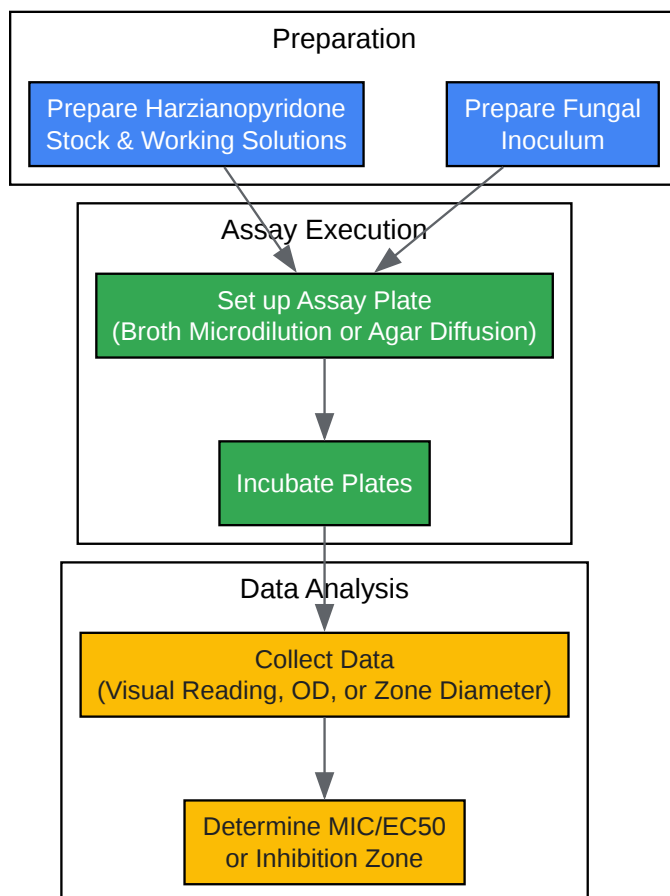 Preparation
Prepare Harzianopyridone
Stock & Working Solutions
Prepare Fungal
Inoculum
Assay Execution
Set up Assay Plate
(Broth Microdilution or Agar Diffusion)
Incubate Plates
Data Analysis
Collect Data
(Visual Reading, OD, or Zone Diameter)
Determine MIC/EC50
or Inhibition Zone